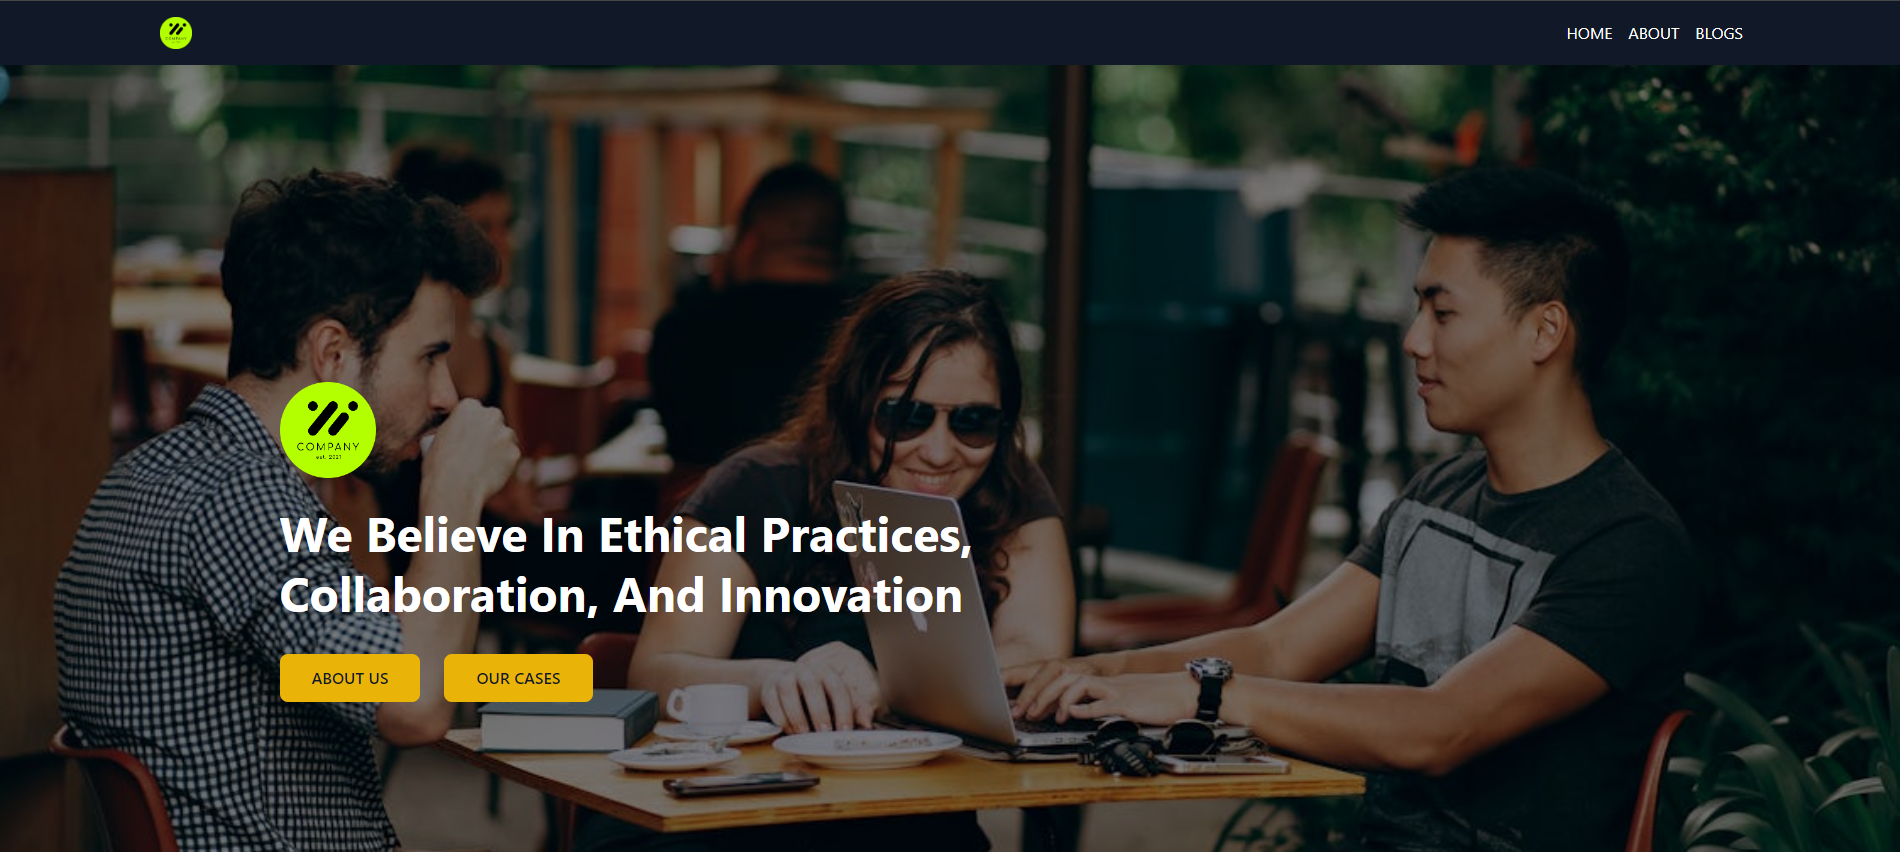 HOME ABOUT BLOGS
COMPANY
est. 2021
We Believe In Ethical Practices,
Collaboration, And Innovation
ABOUT US OUR CASES